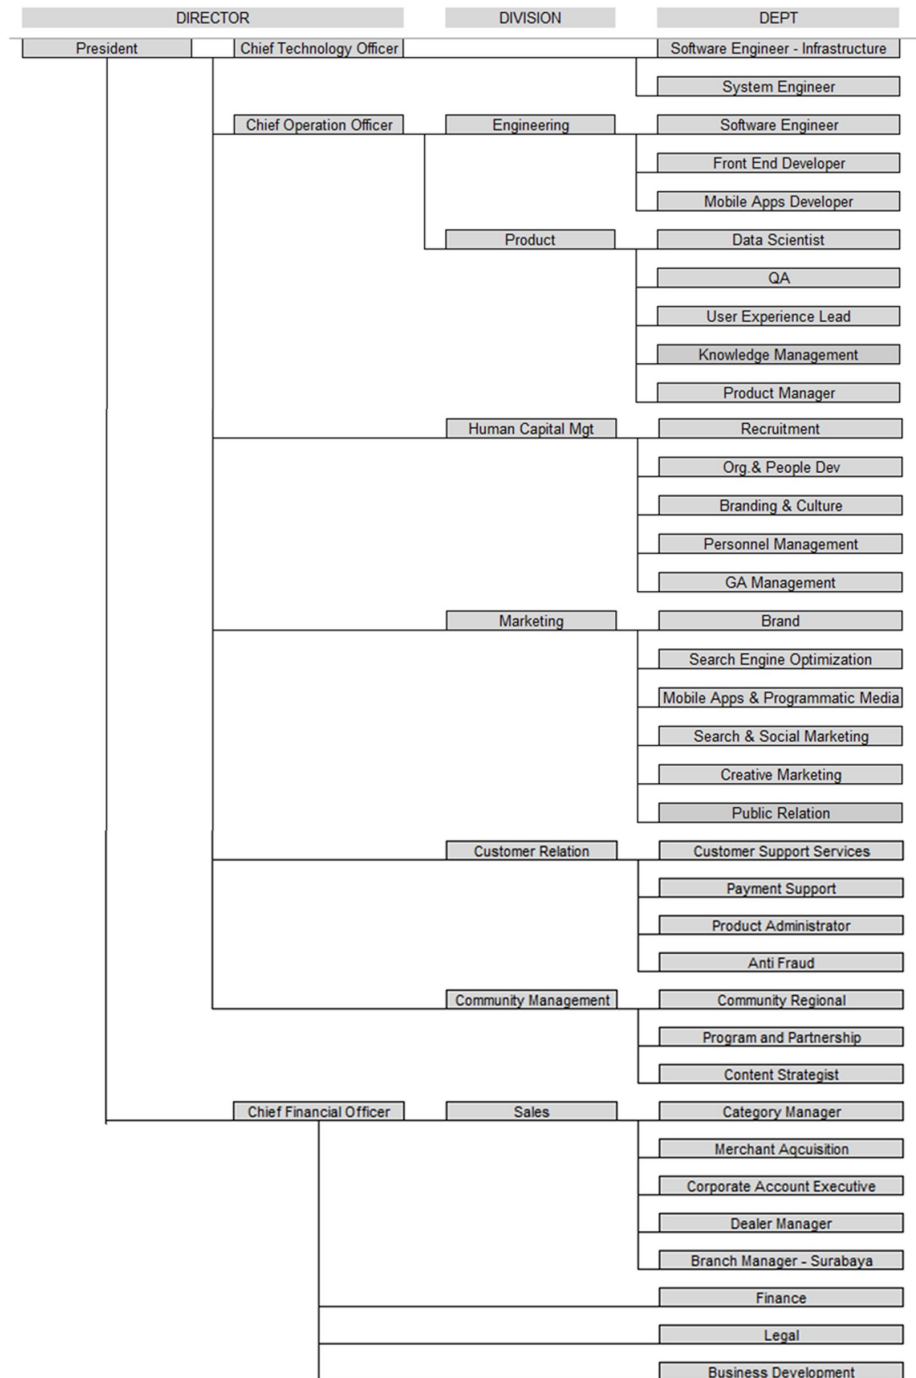 DIRECTOR DIVISION DEPT
President Chief Technology Officer Software Engineer - Infrastructure
System Engineer
Chief Operation Officer Engineering Software Engineer
Front End Developer
Mobile Apps Developer
Product Data Scientist
QA
User Experience Lead
Knowledge Management
Product Manager
Human Capital Mgt Recruitment
Org.& People Dev
Branding & Culture
Personnel Management
GA Management
Marketing Brand
Search Engine Optimization
Mobile Apps & Programmatic Media
Search & Social Marketing
Creative Marketing
Public Relation
Customer Relation Customer Support Services
Payment Support
Product Administrator
Anti Fraud
Community Management Community Regional
Program and Partnership
Content Strategist
Chief Financial Officer Sales Category Manager
Merchant Aqcuisition
Corporate Account Executive
Dealer Manager
Branch Manager - Surabaya
Finance
Legal
Business Development